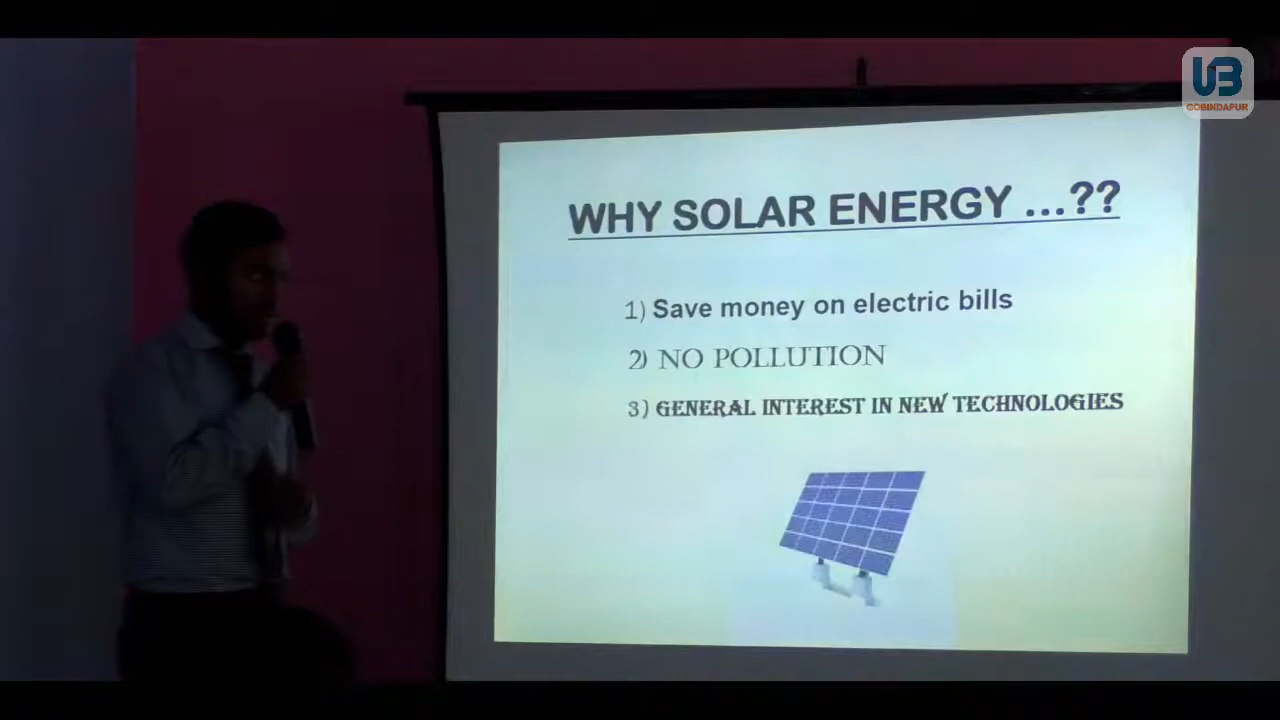 UB
GOBINDAPUR
WHY SOLAR ENERGY ...??
1) Save money on electric bills
2) NO POLLUTION
3) GENERAL INTEREST IN NEW TECHNOLOGIES